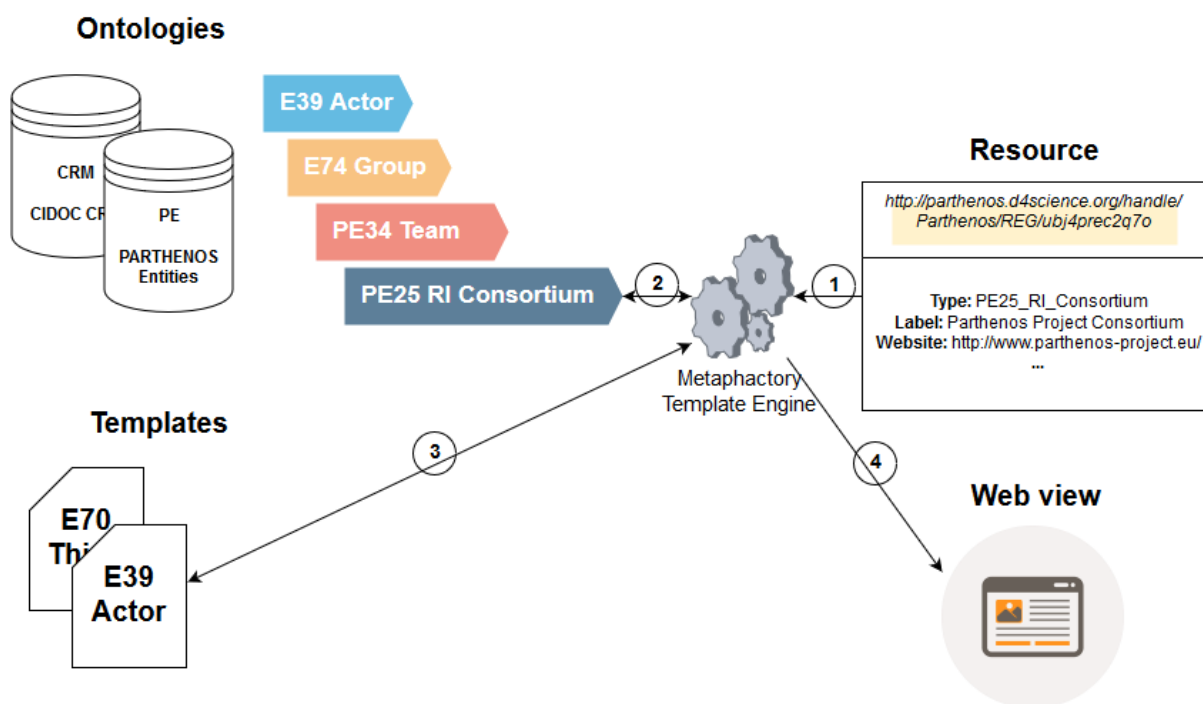 Ontologies
CRM
CIDOC
PE
PARTHENOS
Entities
E39 Actor
E74 Group
PE34 Team
PE25 RI Consortium
2
1
Metaphactory
Template Engine
Resource
http://parthenos.d4science.org/handle/
Parthenos/REG/ubj4prec2q7o
Type: PE25_RI_Consortium
Label: Parthenos Project Consortium
Website: http://www.parthenos-project.eu/
...
Templates
E70
E39
Actor
3
4
Web view